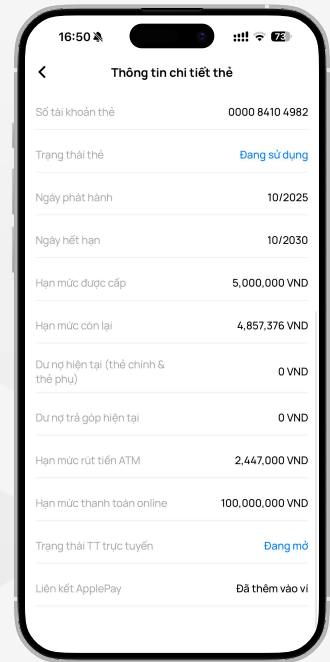 16:50
73
Thông tin chi tiết thẻ
Số tài khoản thẻ 0000 8410 4982
Trạng thái thẻ Đang sử dụng
Ngày phát hành 10/2025
Ngày hết hạn 10/2030
Hạn mức được cấp 5,000,000 VND
Hạn mức còn lại 4,857,376 VND
Dư nợ hiện tại (thẻ chính &
thẻ phụ) 0 VND
Dư nợ trả góp hiện tại 0 VND
Hạn mức rút tiền ATM 2,447,000 VND
Hạn mức thanh toán online 100,000,000 VND
Trạng thái TT trực tuyến Đang mở
Liên kết ApplePay Đã thêm vào ví